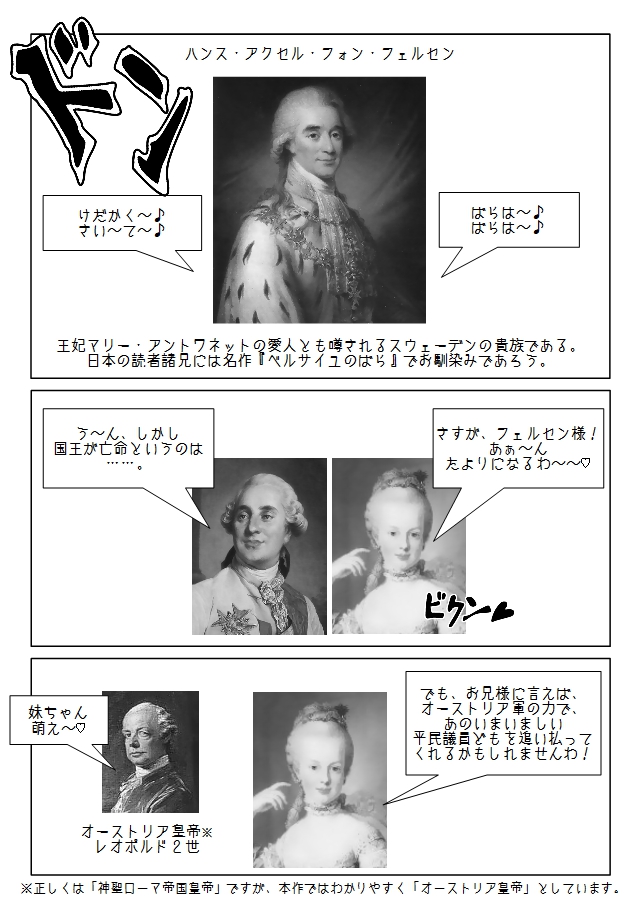 ドン
ハンス・アクセル・フォン・フェルセン
けだかく～♪
さい～て～♪
ばらは～♪
ばらは～♪
王妃マリー・アントワネットの愛人とも噂されるスウェーデンの貴族である。
日本の読者諸兄には名作『ベルサイユのばら』でお馴染みであろう。
う～ん、しかし
国王が亡命というのは
……。
さすが、フェルセン様！
あぁ～ん
たよりになるわ～～♡
ビクン♥
妹ちゃん
萌え～♡
オーストリア皇帝※
レオポルド２世
でも、お兄様に言えば、
オーストリア軍の力で、
あのいまいましい
平民議員どもを追い払って
くれるかもしれませんわ！
※正しくは「神聖ローマ帝国皇帝」ですが、本作ではわかりやすく「オーストリア皇帝」としています。